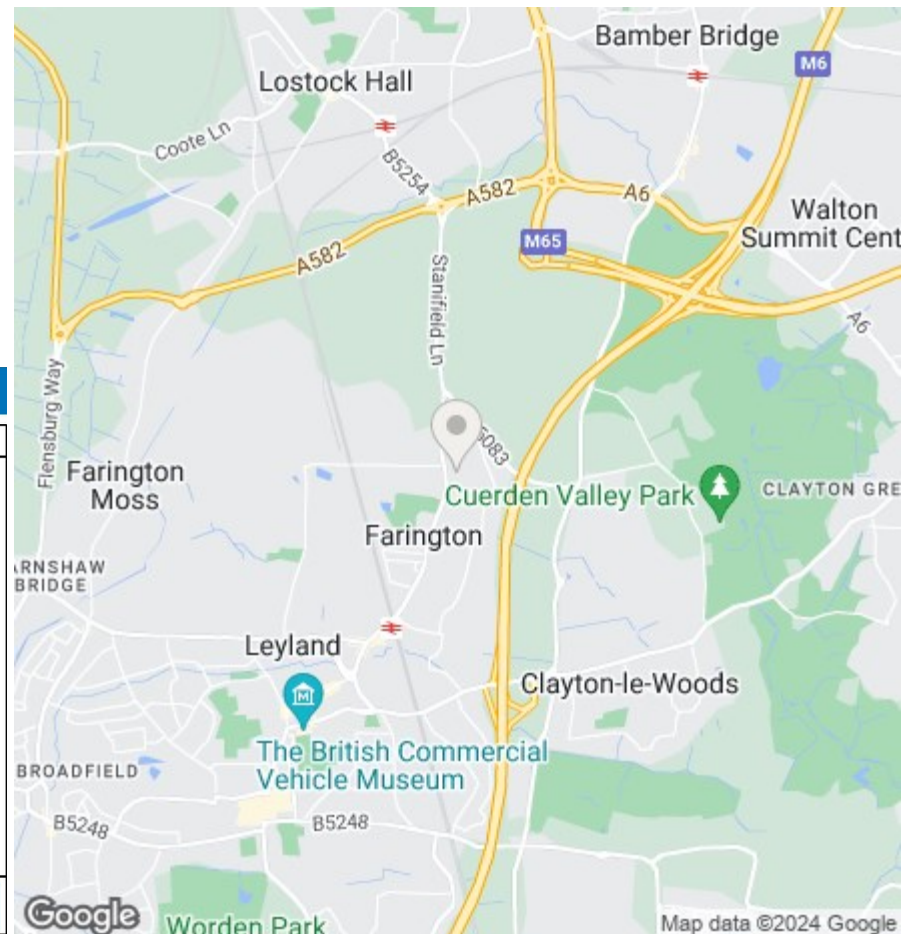 Bamber Bridge
M6
Lostock Hall
Coote Ln
B5254
A582
A6
Walton
Summit Cent
M65
A582
Stanifield Ln
A6
Flensburg Way
Farington
Moss
Cuerden Valley Park
CLAYTON GRE
Farington
ARNSHAW
BRIDGE
Leyland
Clayton-le-Woods
The British Commercial
Vehicle Museum
BROADFIELD
B5248
B5248
Google
Worden Park
Map data ©2024 Google